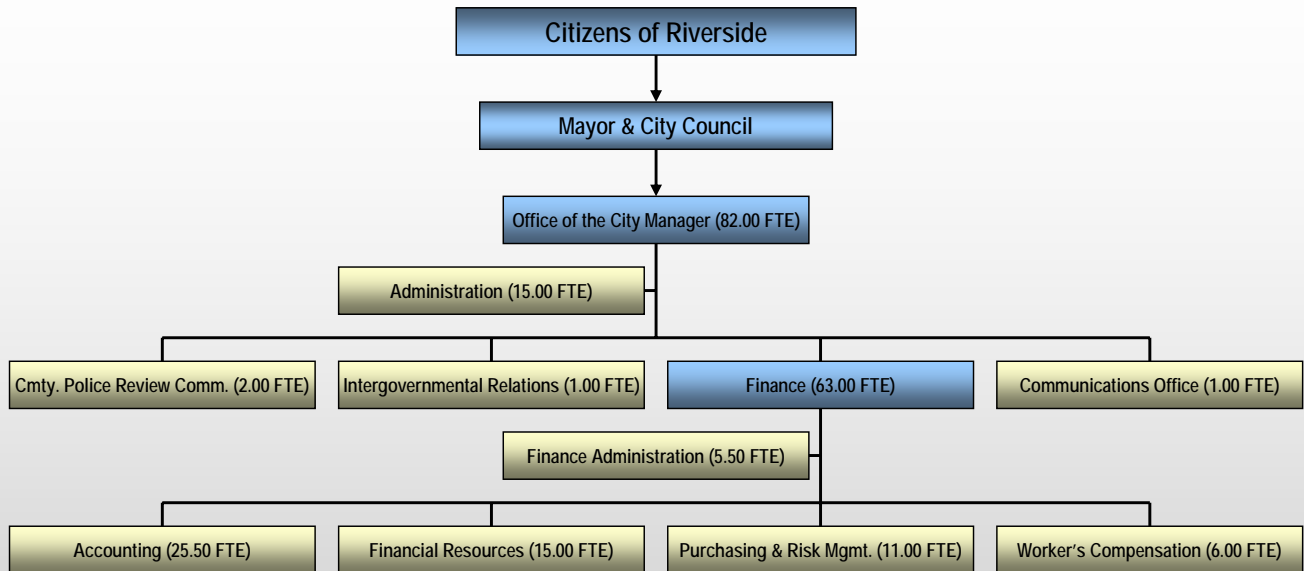 Citizens of Riverside
Mayor & City Council
Office of the City Manager (82.00 FTE)
Administration (15.00 FTE)
Cmty. Police Review Comm. (2.00 FTE)
Intergovernmental Relations (1.00 FTE)
Finance (63.00 FTE)
Communications Office (1.00 FTE)
Finance Administration (5.50 FTE)
Accounting (25.50 FTE)
Financial Resources (15.00 FTE)
Purchasing & Risk Mgmt. (11.00 FTE)
Worker's Compensation (6.00 FTE)